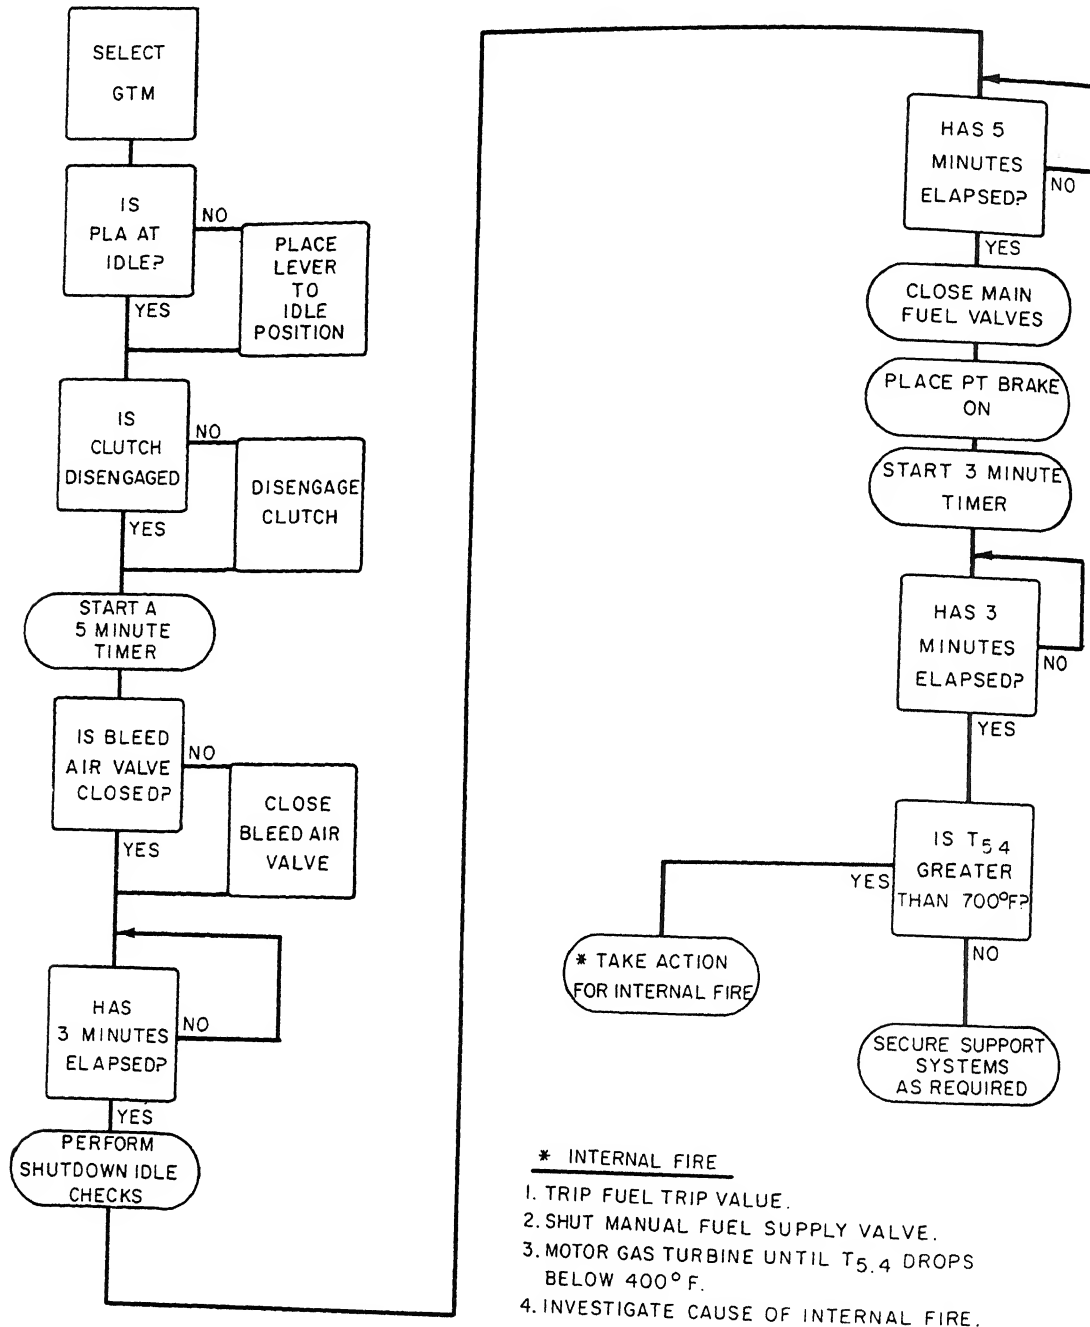 SELECT
GTM
IS
PLA AT
IDLE?
NO
PLACE
LEVER
TO
IDLE
POSITION
YES
IS
CLUTCH
DISENGAGED
NO
DISENGAGE
CLUTCH
YES
START A
5 MINUTE
TIMER
IS BLEED
AIR VALVE
CLOSED?
NO
CLOSE
BLEED AIR
VALVE
YES
HAS
3 MINUTES
ELAPSED?
NO
YES
PERFORM
SHUTDOWN IDLE
CHECKS
HAS 5
MINUTES
ELAPSED?
NO
YES
CLOSE MAIN
FUEL VALVES
PLACE PT BRAKE
ON
START 3 MINUTE
TIMER
HAS 3
MINUTES
ELAPSED?
NO
YES
IS T5 4
GREATER
THAN 700°F?
YES
* TAKE ACTION
FOR INTERNAL FIRE
NO
SECURE SUPPORT
SYSTEMS
AS REQUIRED
* INTERNAL FIRE
1. TRIP FUEL TRIP VALUE.
2. SHUT MANUAL FUEL SUPPLY VALVE.
3. MOTOR GAS TURBINE UNTIL T5.4 DROPS
BELOW 400° F.
4. INVESTIGATE CAUSE OF INTERNAL FIRE.